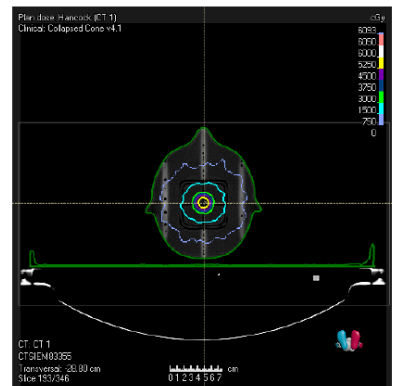 Plan dose: Hancock (CT 1)
Clinical: Collapsed Cone v4.1
cGy
6093
6050
6000
5250
4500
3750
3000
1500
750
0
CT: CT 1
CTSIEM83355
Transversal: -28.80 cm
Slice 193/346
0 1 2 3 4 5 6 7 cm